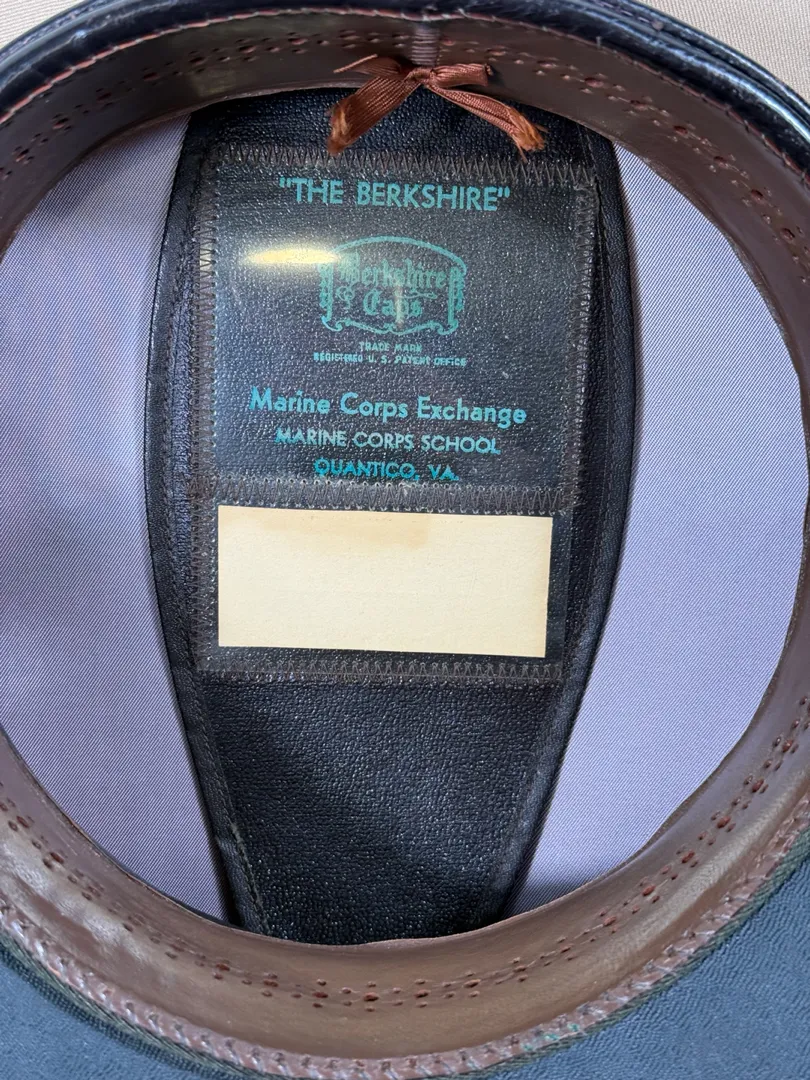 "THE BERKSHIRE"
Berkshire
Caps
TRADE MARK
REGISTERED U. S. PATENT OFFICE
Marine Corps Exchange
MARINE CORPS SCHOOL
QUANTICO, VA.